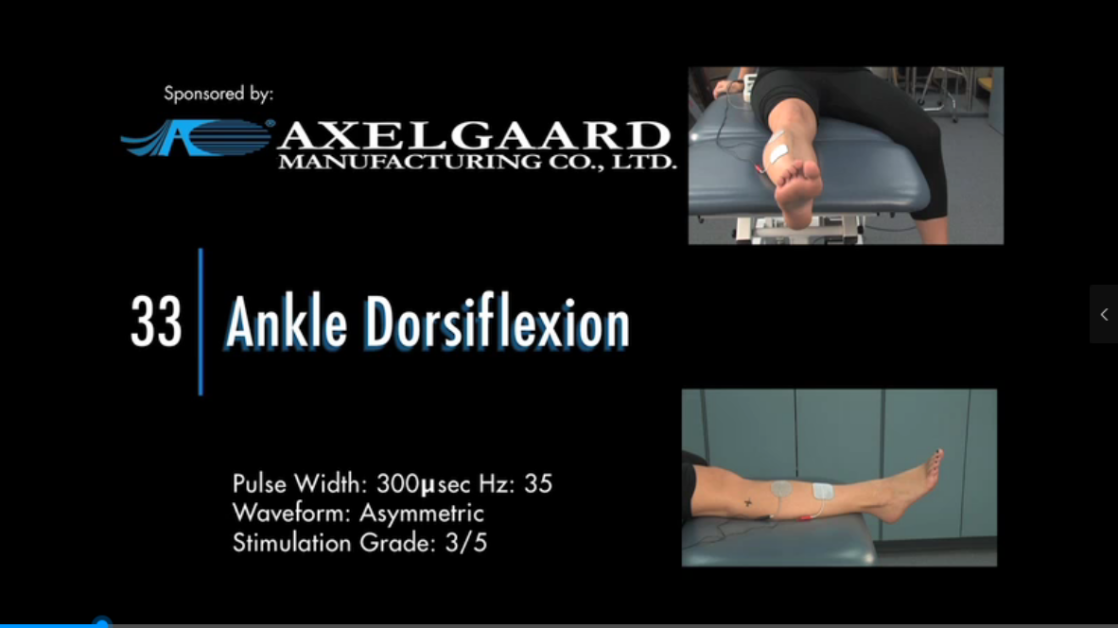 Sponsored by:
AXELGAARD
MANUFACTURING CO., LTD.
33 Ankle Dorsiflexion
Pulse Width: 300µsec Hz: 35
Waveform: Asymmetric
Stimulation Grade: 3/5